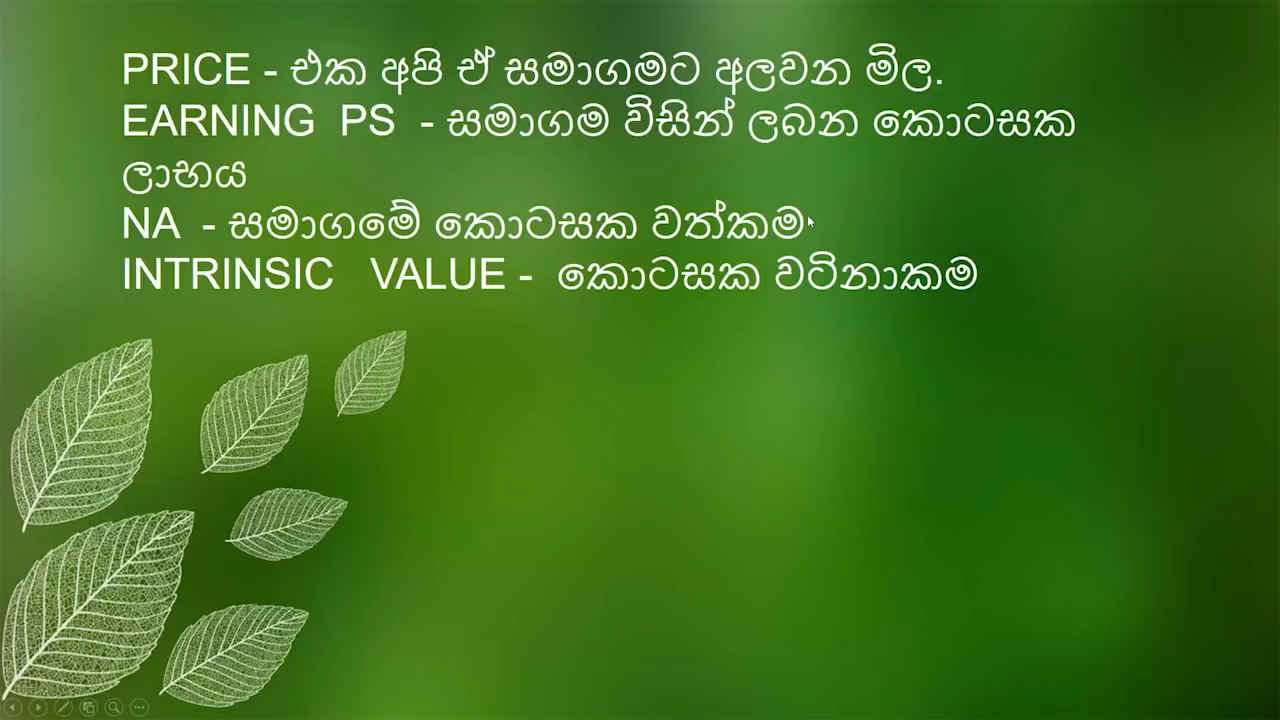 PRICE - එක අපි ඒ සමාගමට අලවන මිල.
EARNING PS - සමාගම විසින් ලබන කොටසක
ලාභය
NA - සමාගමේ කොටසක වත්කම
INTRINSIC VALUE - කොටසක වටිනාකම